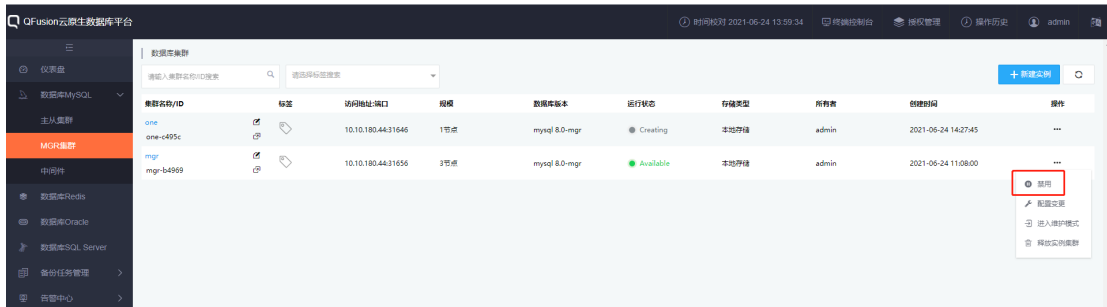 QFusion云原生数据库平台
时间校对 2021-06-24 13:59:34 终端控制台 授权管理 操作历史 admin
仪表盘
数据库MySQL
主从集群
MGR集群
中间件
数据库Redis
数据库Oracle
数据库SQL Server
备份任务管理
告警中心
数据库集群
请输入集群名称/ID搜索 请选择标签搜索 新建实例
集群名称/ID 标签 访问地址:端口 规模 数据库版本 运行状态 存储类型 所有者 创建时间 操作
one
one-c495c 10.10.180.44:31646 1节点 mysql 8.0-mgr Creating 本地存储 admin 2021-06-24 14:27:45
mgr
mgr-b4969 10.10.180.44:31656 3节点 mysql 8.0-mgr Available 本地存储 admin 2021-06-24 11:08:00
禁用
配置变更
进入维护模式
释放实例集群